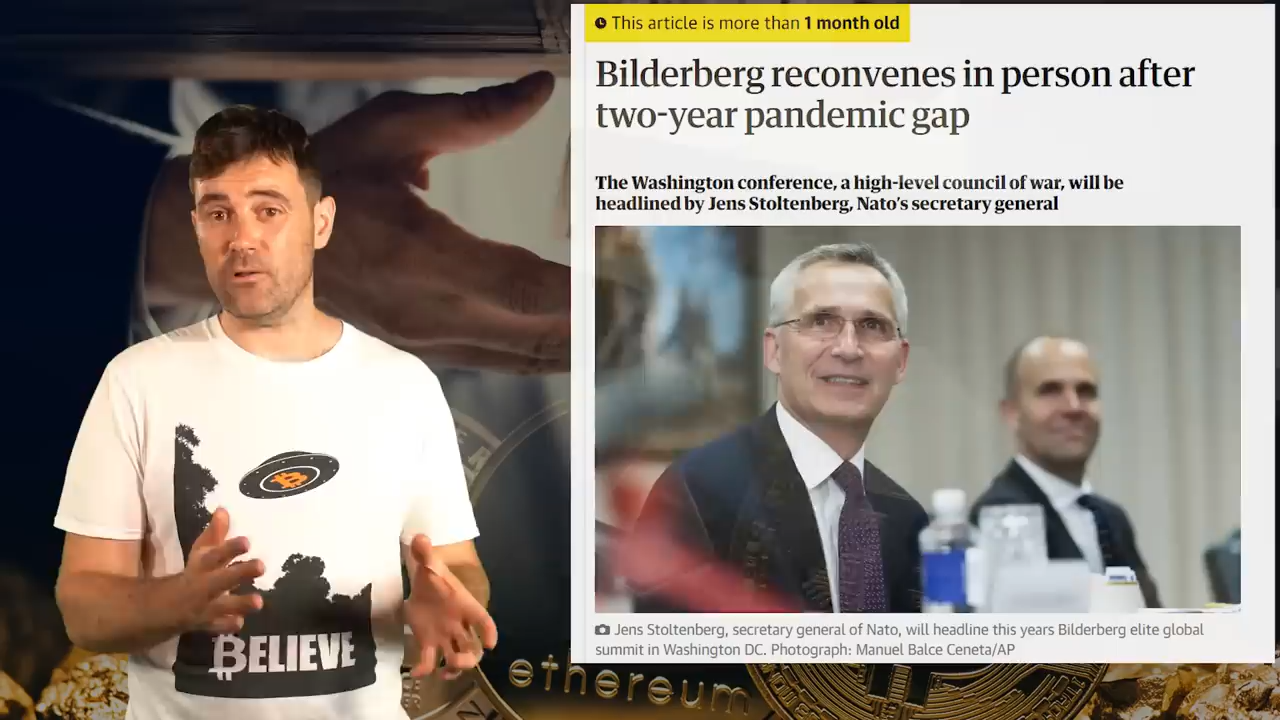 This article is more than 1 month old
Bilderberg reconvenes in person after
two-year pandemic gap
The Washington conference, a high-level council of war, will be
headlined by Jens Stoltenberg, Nato's secretary general
Jens Stoltenberg, secretary general of Nato, will headline this years Bilderberg elite global
summit in Washington DC. Photograph: Manuel Balce Ceneta/AP
BELIEVE
ethereum